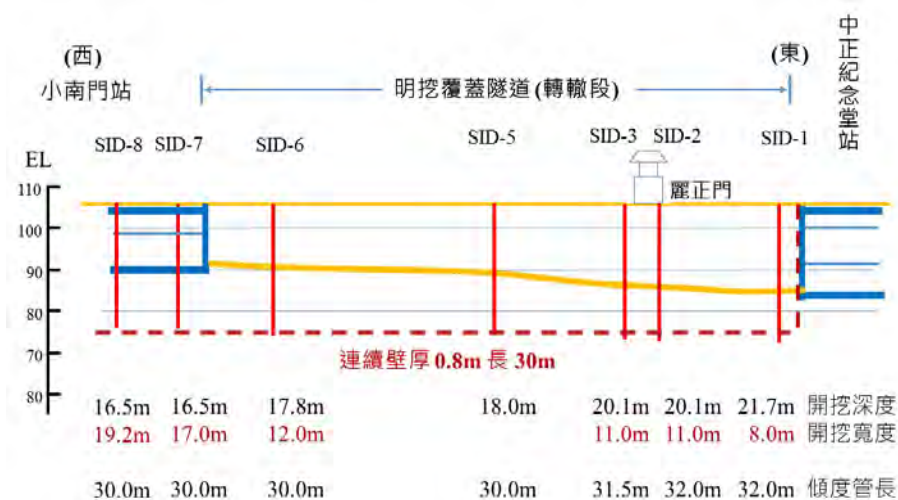 中正紀念堂站
(西)
(東)
小南門站
明挖覆蓋隧道(轉轍段)
SID-8 SID-7 SID-6 SID-5 SID-3 SID-2 SID-1
EL
麗正門
110
100
90
80
70
80
連續壁厚 0.8m 長 30m
16.5m 16.5m 17.8m 18.0m 20.1m 20.1m 21.7m 開挖深度
19.2m 17.0m 12.0m 11.0m 11.0m 8.0m 開挖寬度
30.0m 30.0m 30.0m 30.0m 31.5m 32.0m 32.0m 傾度管長